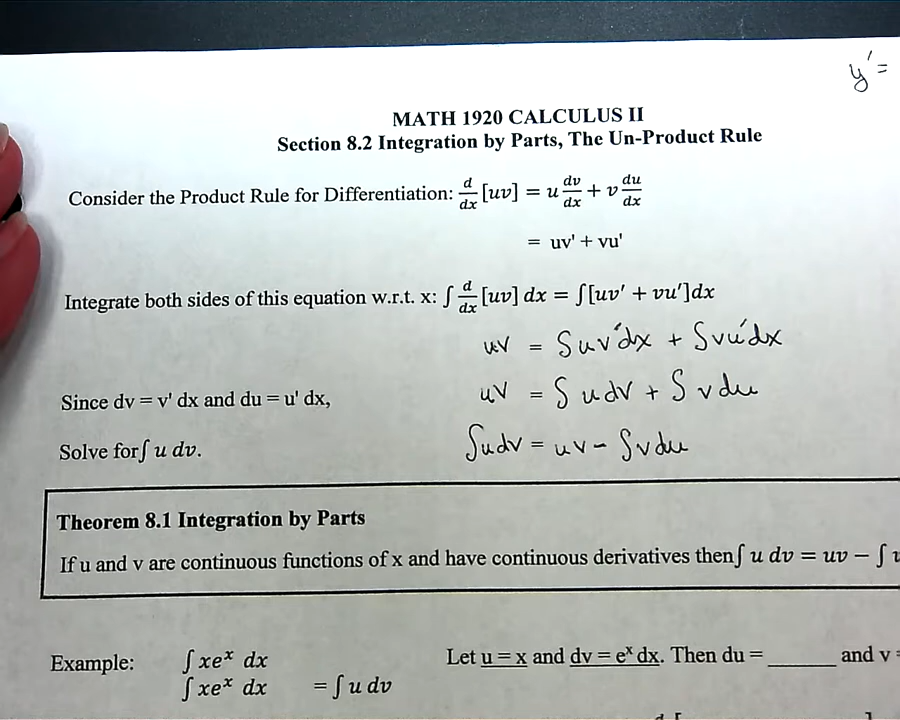 y' =
MATH 1920 CALCULUS II
Section 8.2 Integration by Parts, The Un-Product Rule
Consider the Product Rule for Differentiation: d/dx [uv] = u dv/dx + v du/dx
= uv' + vu'
Integrate both sides of this equation w.r.t. x: ∫ d/dx [uv] dx = ∫[uv' + vu']dx
uv = ∫uv'dx + ∫vu'dx
Since dv = v' dx and du = u' dx, uv = ∫udv + ∫vdu
Solve for∫ u dv. ∫udv = uv - ∫vdu
Theorem 8.1 Integration by Parts
If u and v are continuous functions of x and have continuous derivatives then∫ u dv = uv − ∫
Example: ∫ xeˣ dx Let u = x and dv = eˣ dx. Then du = ______ and v =
∫ xeˣ dx = ∫ u dv